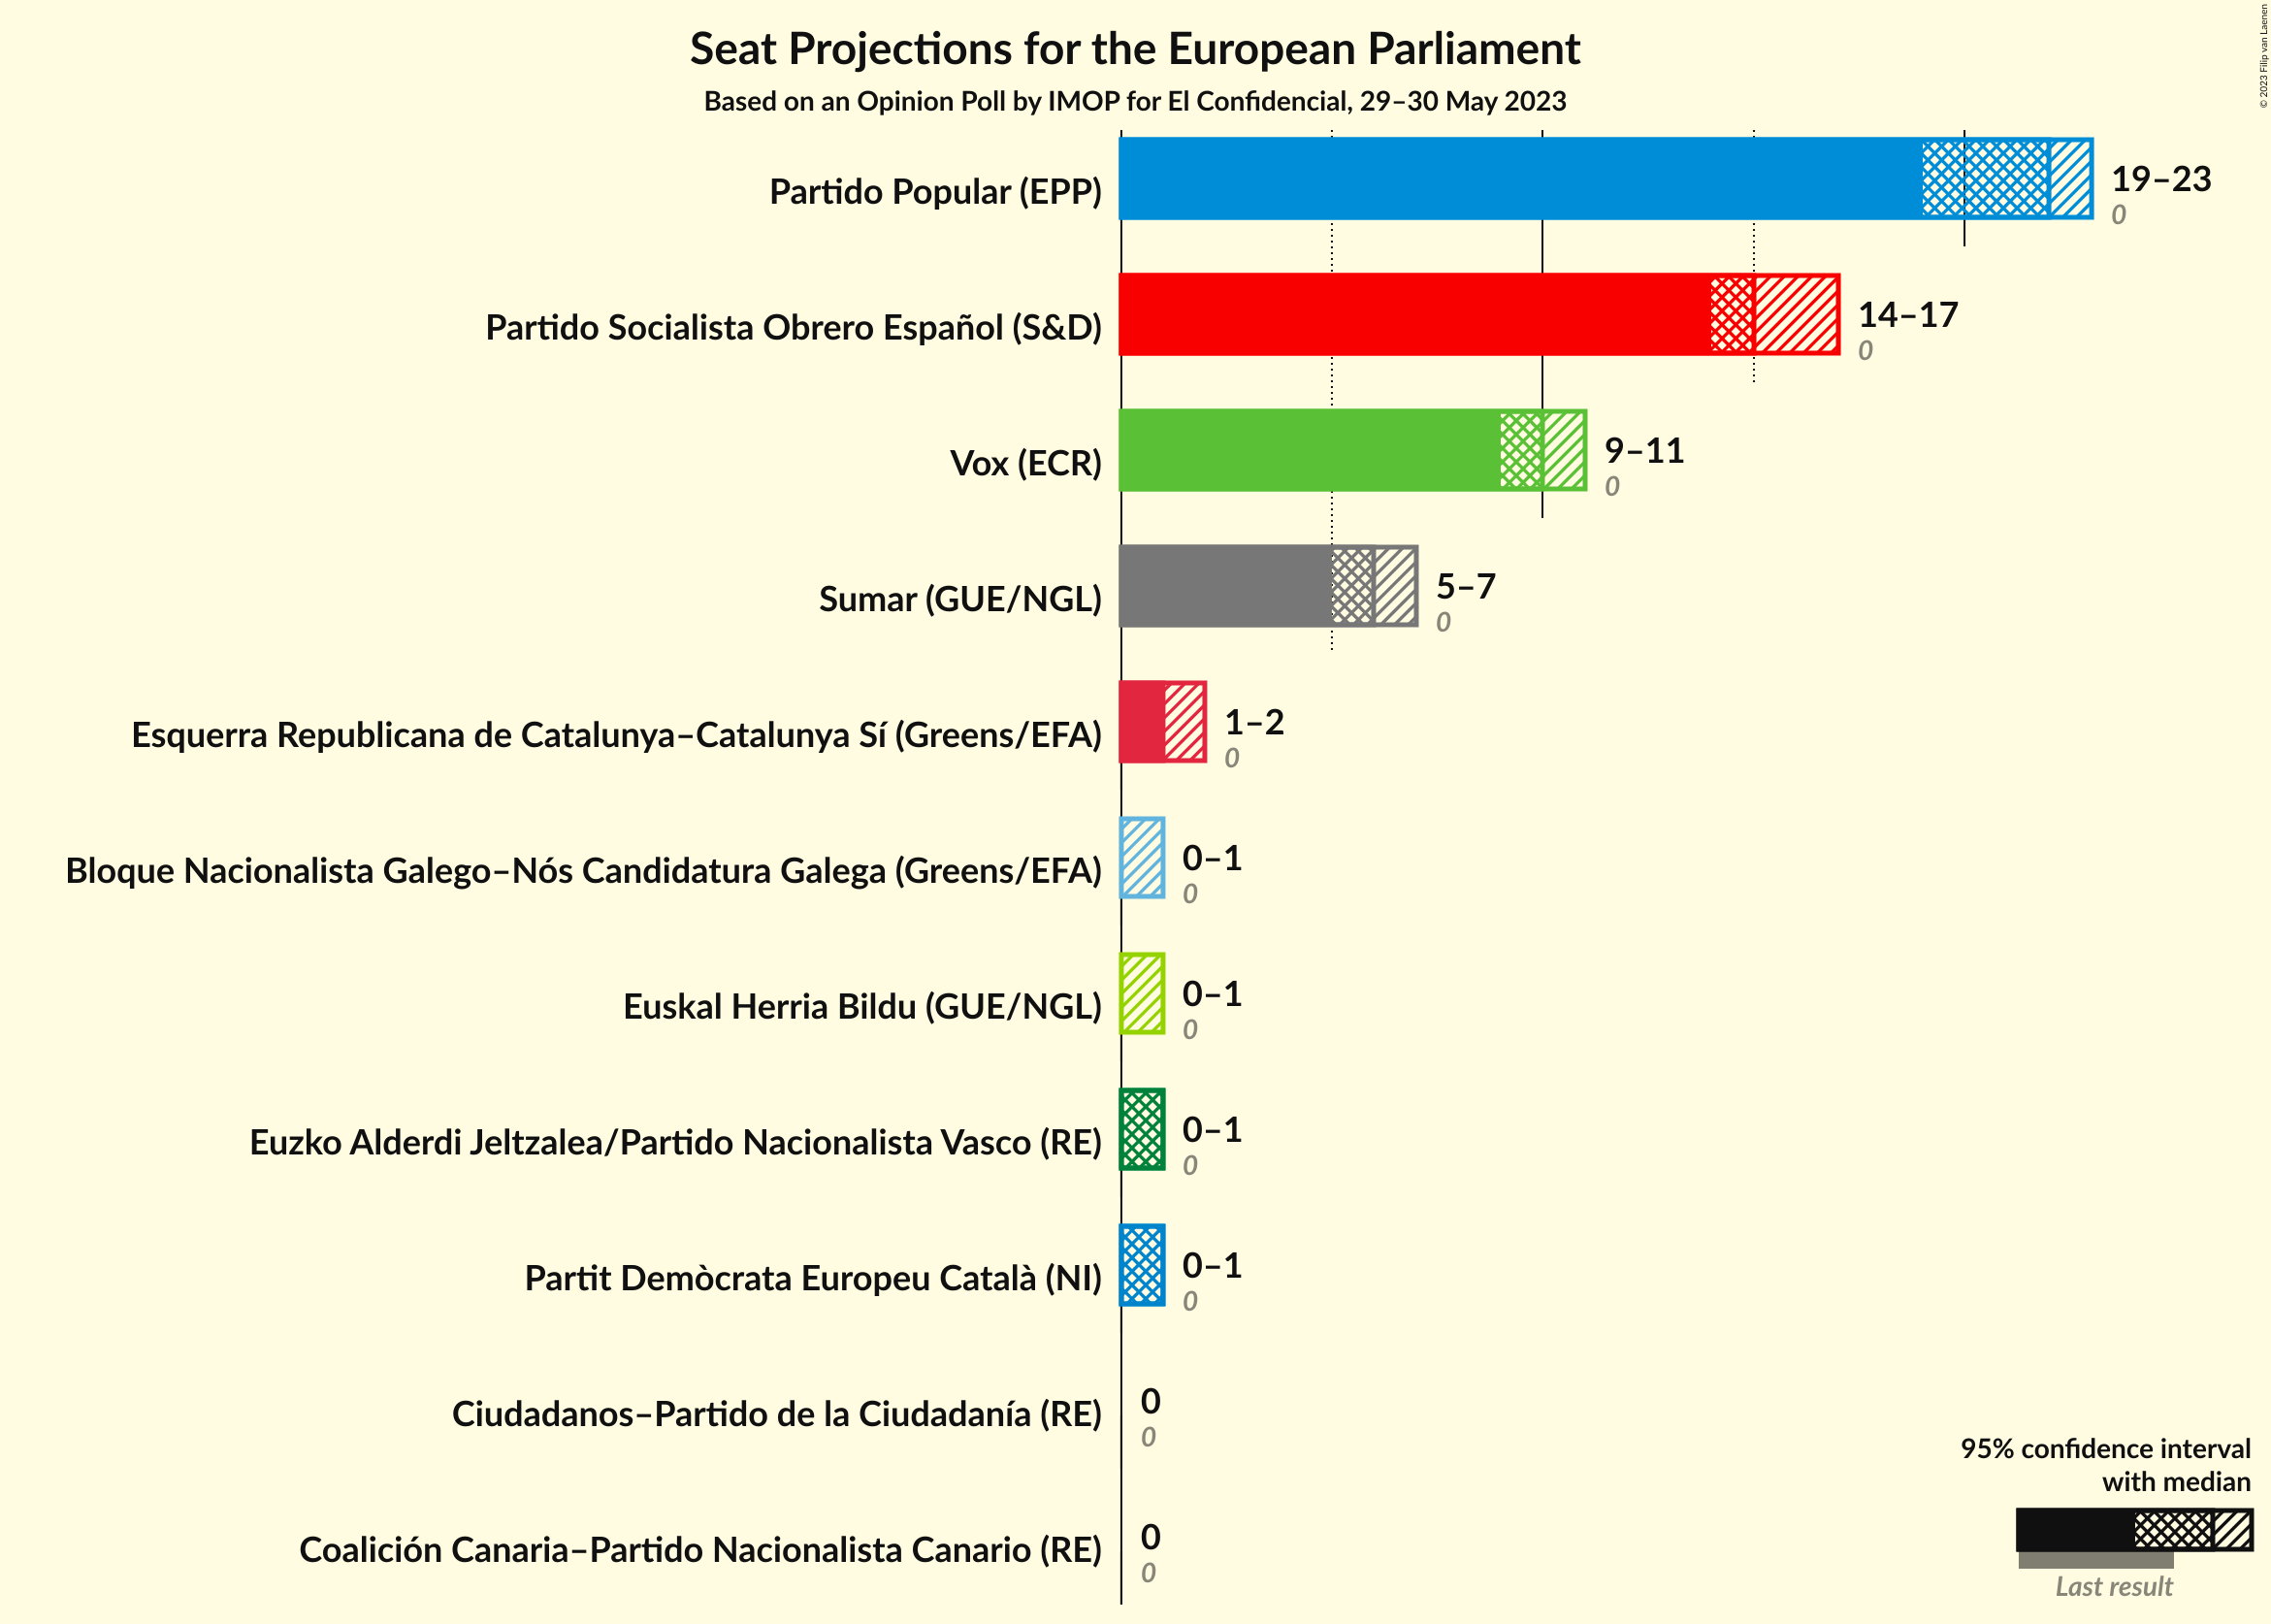 Seat Projections for the European Parliament
Based on an Opinion Poll by IMOP for El Confidencial, 29–30 May 2023
© 2023 Filip van Laenen
Partido Popular (EPP)
19–23
0
Partido Socialista Obrero Español (S&D)
14–17
0
Vox (ECR)
9–11
0
Sumar (GUE/NGL)
5–7
0
Esquerra Republicana de Catalunya–Catalunya Sí (Greens/EFA)
1–2
0
Bloque Nacionalista Galego–Nós Candidatura Galega (Greens/EFA)
0–1
0
Euskal Herria Bildu (GUE/NGL)
0–1
0
Euzko Alderdi Jeltzalea/Partido Nacionalista Vasco (RE)
0–1
0
Partit Demòcrata Europeu Català (NI)
0–1
0
Ciudadanos–Partido de la Ciudadanía (RE)
0
0
Coalición Canaria–Partido Nacionalista Canario (RE)
0
0
95% confidence interval
with median
Last result